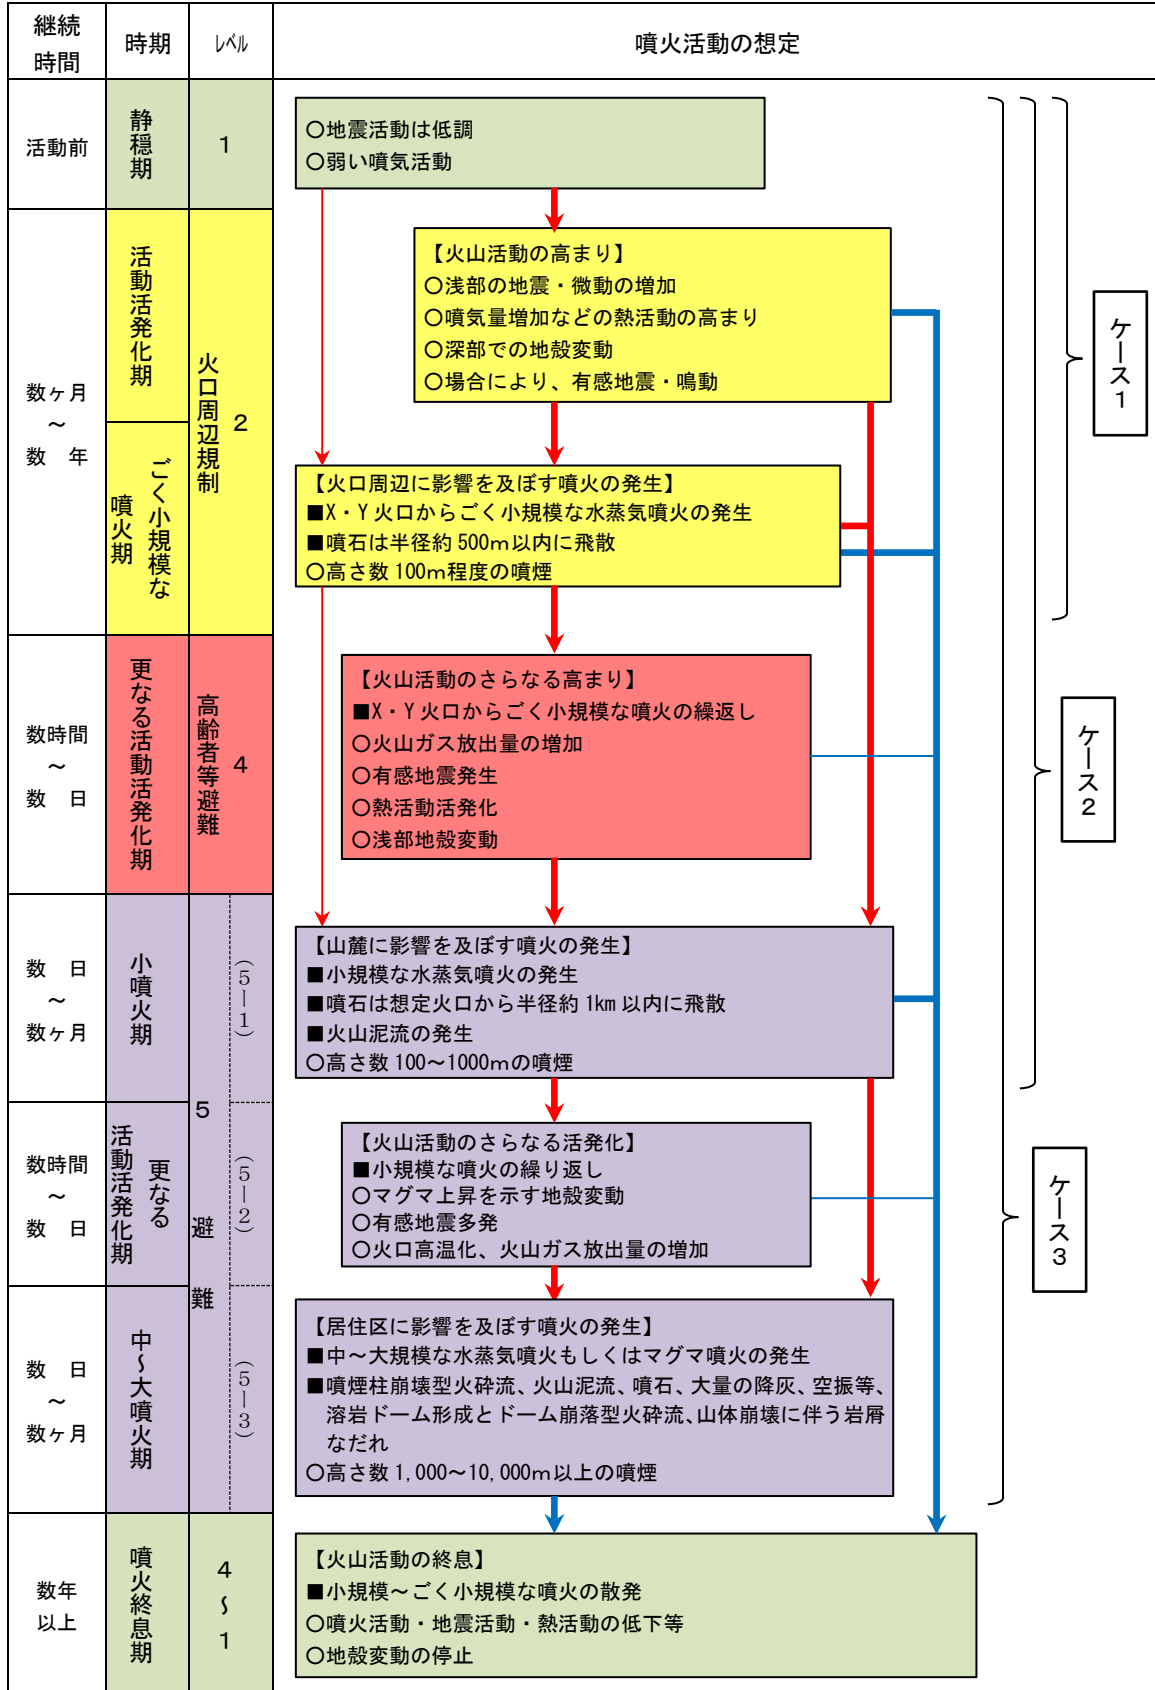 継続
時間
時期
レベル
噴火活動の想定
活動前
静穏期
1
〇地震活動は低調
〇弱い噴気活動
数ヶ月
～
数　年
活動活発化期
火口周辺規制
2
【火山活動の高まり】
〇浅部の地震・微動の増加
〇噴気量増加などの熱活動の高まり
〇深部での地殻変動
〇場合により、有感地震・鳴動
ごく小規模な
噴火期
【火口周辺に影響を及ぼす噴火の発生】
■X・Y 火口からごく小規模な水蒸気噴火の発生
■噴石は半径約 500ｍ以内に飛散
〇高さ数 100ｍ程度の噴煙
ケース1
数時間
～
数　日
更なる活動活発化期
高齢者等避難
4
【火山活動のさらなる高まり】
■X・Y 火口からごく小規模な噴火の繰返し
〇火山ガス放出量の増加
〇有感地震発生
〇熱活動活発化
〇浅部地殻変動
ケース2
数　日
～
数ヶ月
小噴火期
5
避難
(5―1)
【山麓に影響を及ぼす噴火の発生】
■小規模な水蒸気噴火の発生
■噴石は想定火口から半径約 1km 以内に飛散
■火山泥流の発生
〇高さ数 100～1000ｍの噴煙
数時間
～
数　日
更なる
活動活発化期
(5―2)
【火山活動のさらなる活発化】
■小規模な噴火の繰り返し
〇マグマ上昇を示す地殻変動
〇有感地震多発
〇火口高温化、火山ガス放出量の増加
ケース3
数　日
～
数ヶ月
中～大噴火期
(5―3)
【居住区に影響を及ぼす噴火の発生】
■中～大規模な水蒸気噴火もしくはマグマ噴火の発生
■噴煙柱崩壊型火砕流、火山泥流、噴石、大量の降灰、空振等、
溶岩ドーム形成とドーム崩落型火砕流、山体崩壊に伴う岩屑
なだれ
〇高さ数 1,000～10,000ｍ以上の噴煙
数年
以上
噴火終息期
4
～
1
【火山活動の終息】
■小規模～ごく小規模な噴火の散発
〇噴火活動・地震活動・熱活動の低下等
〇地殻変動の停止